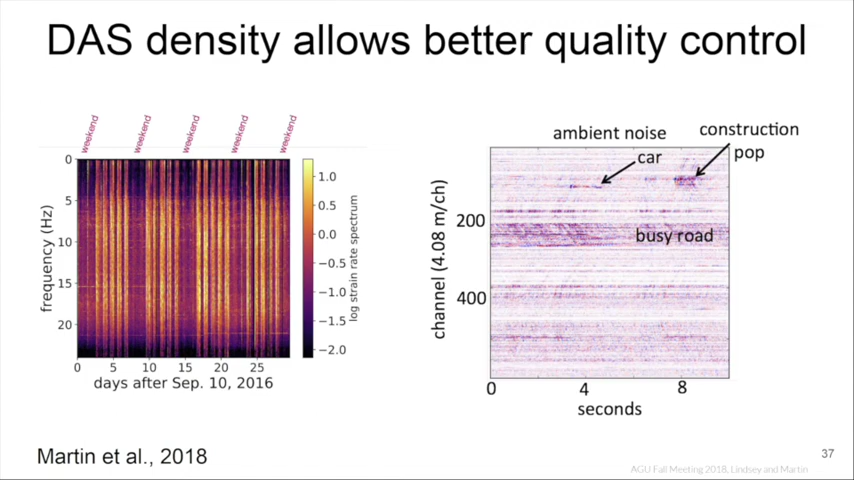 DAS density allows better quality control
weekend
weekend
weekend
weekend
weekend
0
5
10
15
20
frequency (Hz)
0
5
10
15
20
25
days after Sep. 10, 2016
1.0
0.5
0.0
−0.5
−1.0
−1.5
−2.0
log strain rate spectrum
ambient noise
construction
pop
car
busy road
200
400
channel (4.08 m/ch)
0
4
8
seconds
Martin et al., 2018
37
AGU Fall Meeting 2018, Lindsey and Martin